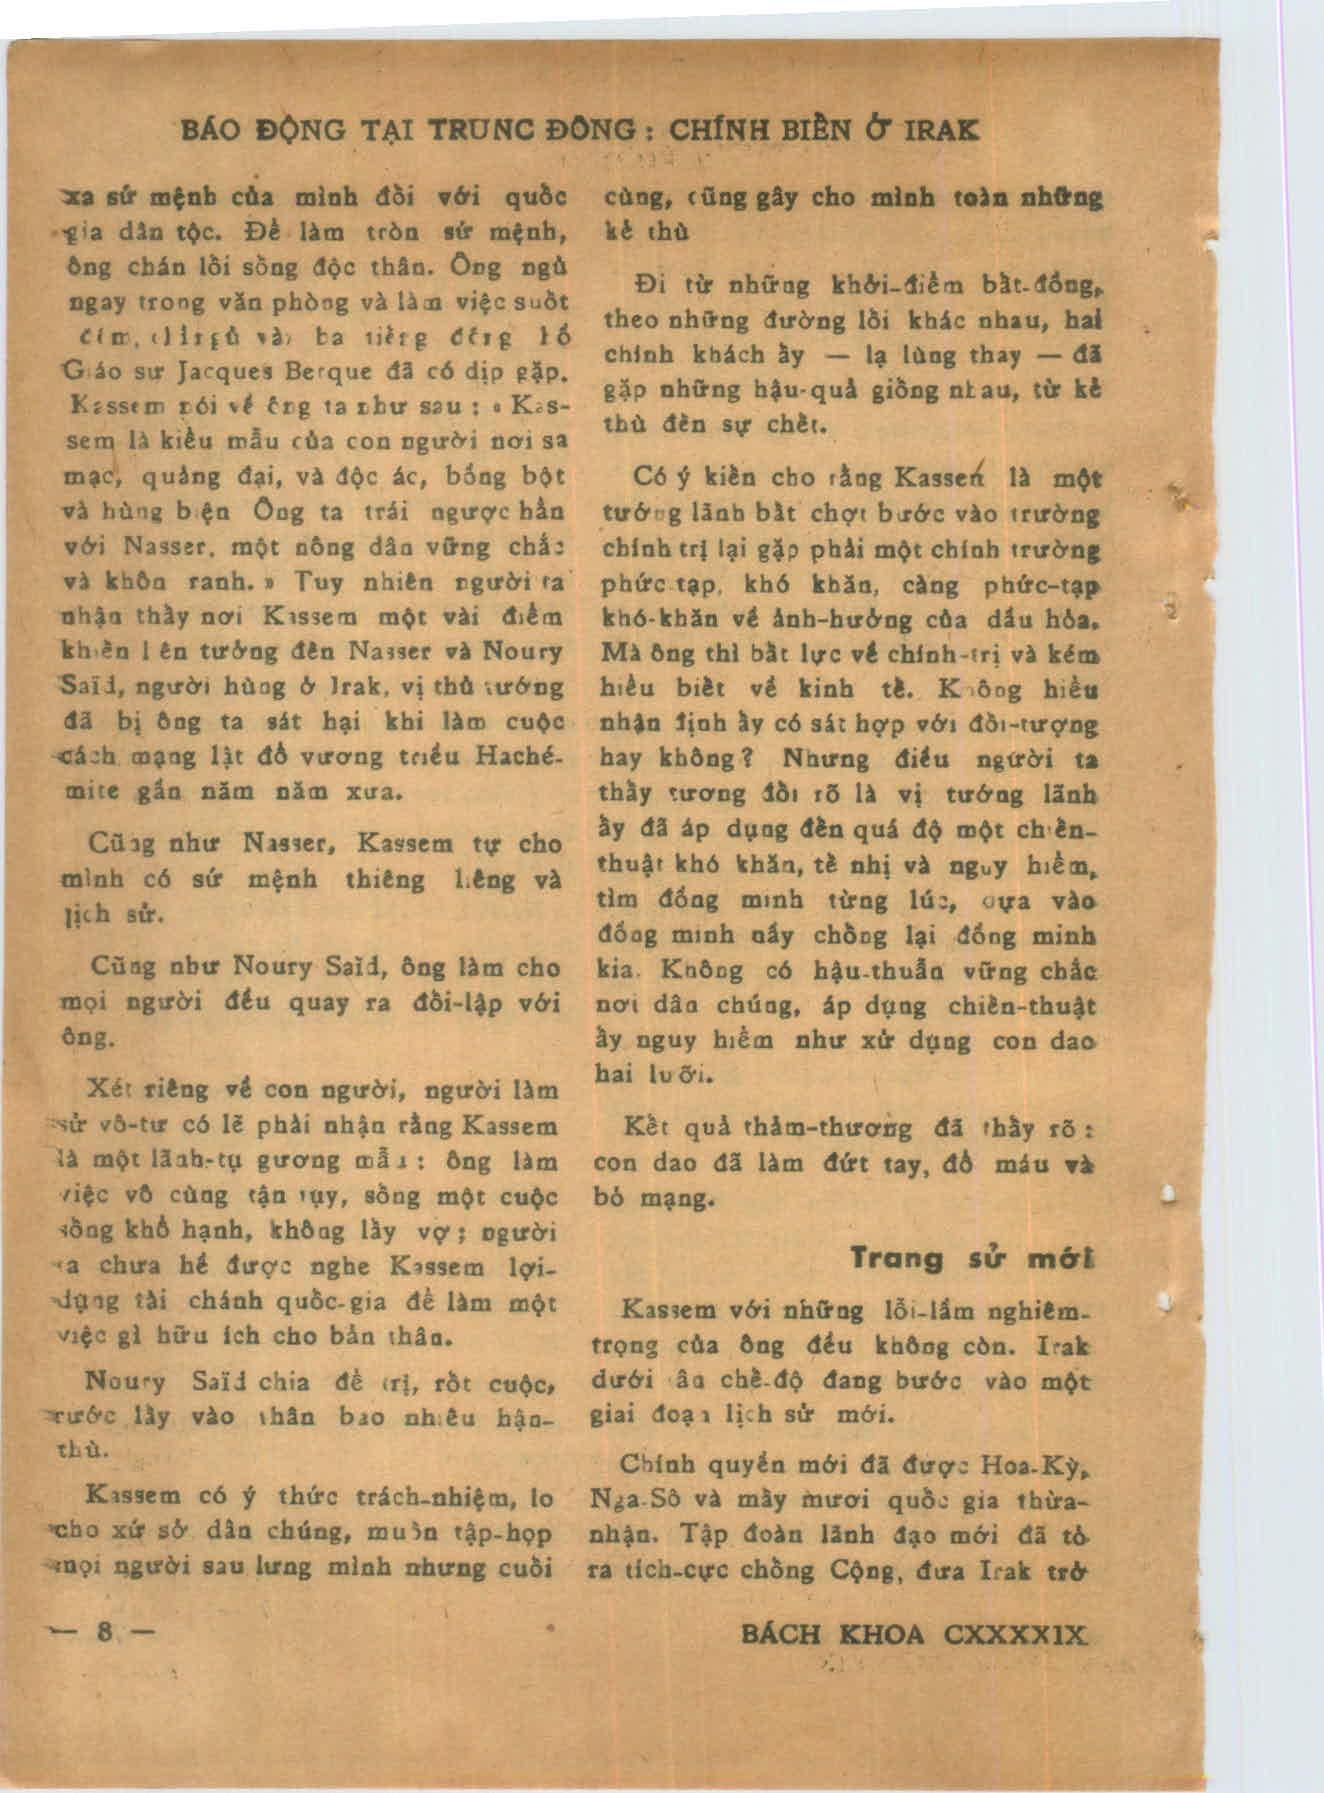 BÁO ĐỘNG TẠI TRUNG ĐÔNG : CHÍNH BIẾN Ở IRAK
xa sứ mệnh của mình đối với quốc
gia dân tộc. Để làm tròn sứ mệnh,
ông chán lối sống độc thân. Ông ngủ
ngay trong văn phòng và làm việc suốt
đêm, chỉ ngủ vài ba tiếng đồng hồ
Giáo sư Jacques Berque đã có dịp gặp.
Kassem nói về ông ta như sau : « Kas-
sem là kiểu mẫu của con người nơi sa
mạc, quảng đại, và độc ác, bồng bột
và hùng biện Ông ta trái ngược hẳn
với Nasser, một nông dân vững chắc
và khôn ranh. » Tuy nhiên người ta
nhận thấy nơi Kassem một vài điểm
khiến liên tưởng đến Nasser và Noury
Saïd, người hùng ở Irak, vị thủ tướng
đã bị ông ta sát hại khi làm cuộc
cách mạng lật đổ vương triều Haché-
mite gần năm năm xưa.
Cũng như Nasser, Kassem tự cho
mình có sứ mệnh thiêng liêng và
lịch sử.
Cũng như Noury Saïd, ông làm cho
mọi người đều quay ra đối-lập với
ông.
Xét riêng về con người, người làm
sử vô-tư có lẽ phải nhận rằng Kassem
là một lãnh-tụ gương mẫu : ông làm
việc vô cùng tận tụy, sống một cuộc
sống khổ hạnh, không lấy vợ ; người
ta chưa hề được nghe Kassem lợi-
dụng tài chánh quốc-gia để làm một
việc gì hữu ích cho bản thân.
Noury Saïd chia để trị, rốt cuộc,
rước lấy vào thân bao nhiêu hận-
thù.
Kassem có ý thức trách-nhiệm, lo
cho xứ sở dân chúng, muốn tập-họp
mọi người sau lưng mình nhưng cuối
cùng, cũng gây cho mình toàn những
kẻ thù
Đi từ những khởi-điểm bất-đồng,
theo những đường lối khác nhau, hai
chính khách ấy — lạ lùng thay — đã
gặp những hậu-quả giống nhau, từ kẻ
thù đến sự chết.
Có ý kiến cho rằng Kassem là một
tướng lãnh bất chợt bước vào trường
chính trị lại gặp phải một chính trường
phức tạp, khó khăn, càng phức-tạp
khó-khăn về ảnh-hưởng của dầu hỏa.
Mà ông thì bất lực về chính-trị và kém
hiểu biết về kinh tế. Không hiểu
nhận định ấy có sát hợp với đối-tượng
hay không ? Nhưng điều người ta
thấy tương đối rõ là vị tướng lãnh
ấy đã áp dụng đến quá độ một chiến-
thuật khó khăn, tế nhị và nguy hiểm,
tìm đồng minh từng lúc, dựa vào
đồng minh nầy chống lại đồng minh
kia. Không có hậu-thuẫn vững chắc
nơi dân chúng, áp dụng chiến-thuật
ấy nguy hiểm như xử dụng con dao
hai lưỡi.
Kết quả thảm-thương đã thấy rõ :
con dao đã làm đứt tay, đổ máu và
bỏ mạng.
Trang sử mới
Kassem với những lỗi-lầm nghiêm-
trọng của ông đều không còn. Irak
dưới tân chế-độ đang bước vào một
giai đoạn lịch sử mới.
Chính quyền mới đã được Hoa-Kỳ,
Nga-Sô và mấy mươi quốc gia thừa-
nhận. Tập đoàn lãnh đạo mới đã tỏ
ra tích-cực chống Cộng, đưa Irak trở
— 8 —
BÁCH KHOA CXXXXIX